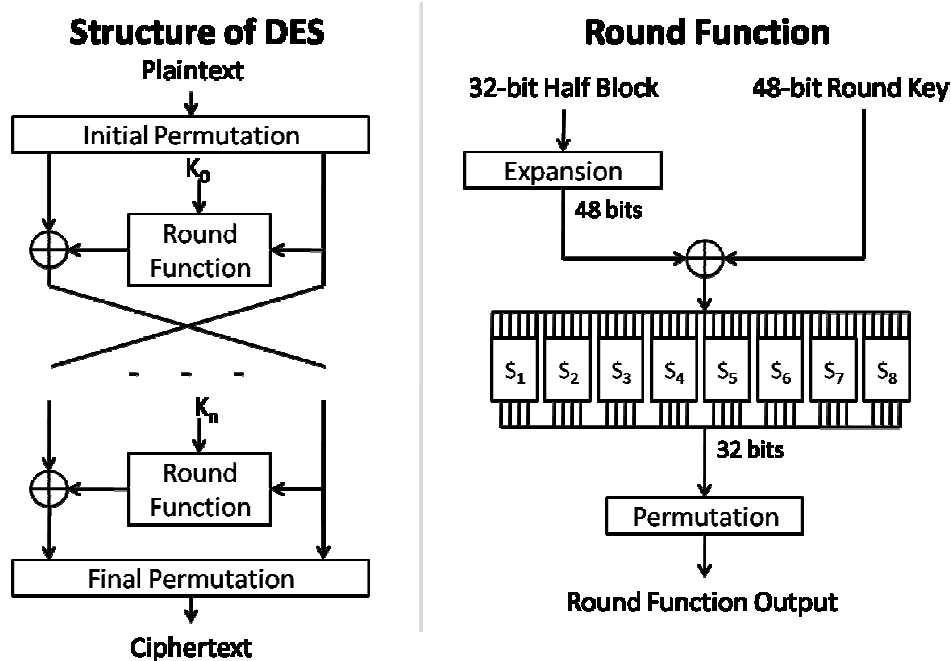 Structure of DES
Plaintext
Initial Permutation
K0
Round
Function
- - -
Kn
Round
Function
Final Permutation
Ciphertext
Round Function
32-bit Half Block 48-bit Round Key
Expansion
48 bits
S1 S2 S3 S4 S5 S6 S7 S8
32 bits
Permutation
Round Function Output